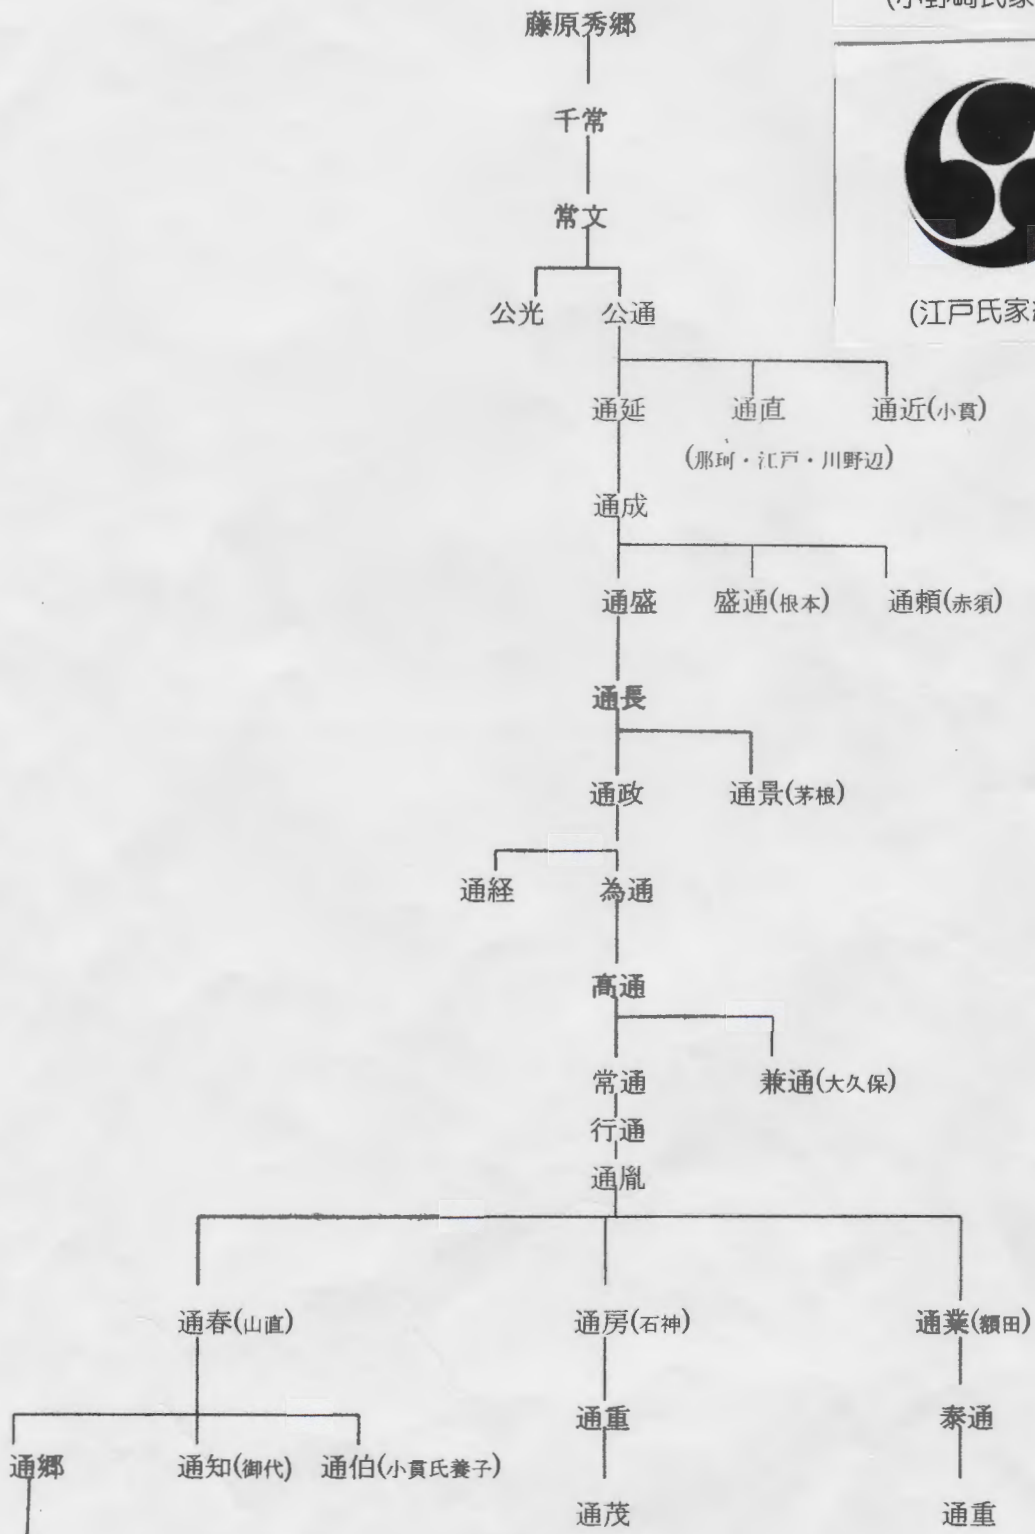 (小野崎氏家
藤原秀郷
千常
(江戸氏家
常文
公光 公通
通延 通直 通近(小貫)
(那珂・江戸・川野辺)
通成
通盛 盛通(根本) 通頼(赤須)
通長
通政 通景(茅根)
通経 為通
高通
常通 兼通(大久保)
行通
通胤
通春(山直) 通房(石神) 通業(額田)
通重 泰通
通郷 通知(御代) 通伯(小貫氏養子)
通茂 通重